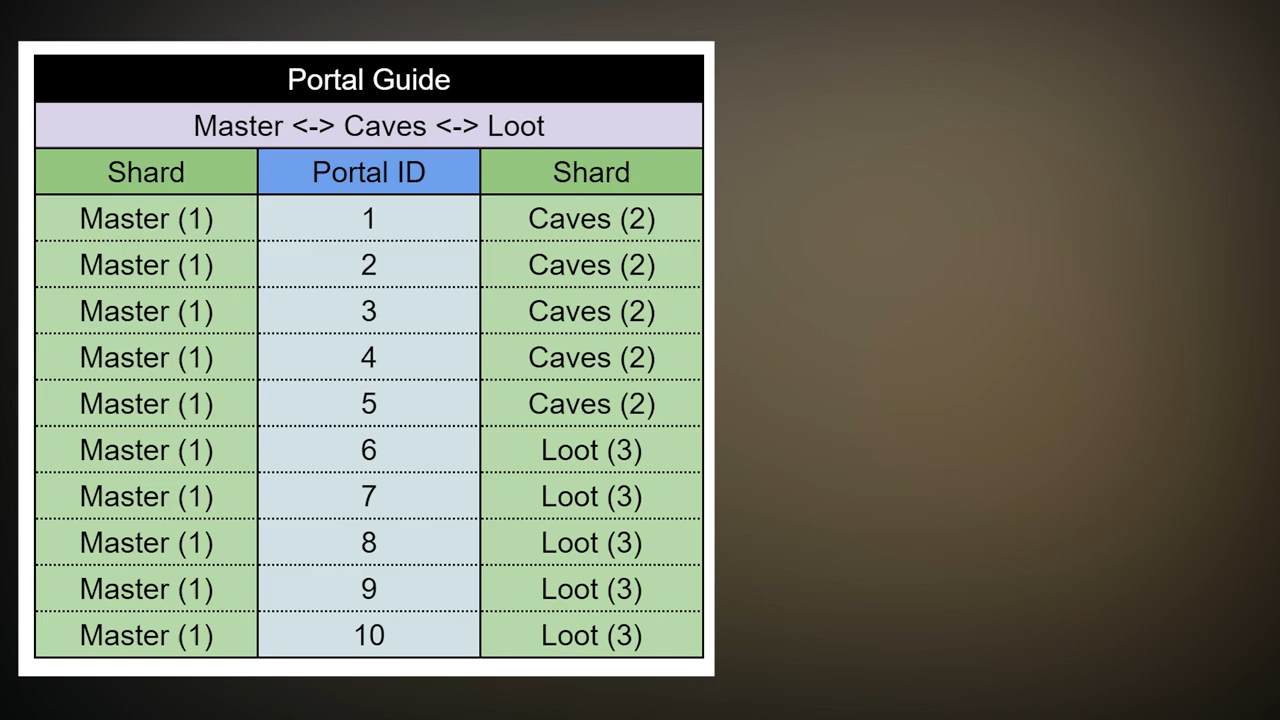 Portal Guide
Master <-> Caves <-> Loot
Shard Portal ID Shard
Master (1) 1 Caves (2)
Master (1) 2 Caves (2)
Master (1) 3 Caves (2)
Master (1) 4 Caves (2)
Master (1) 5 Caves (2)
Master (1) 6 Loot (3)
Master (1) 7 Loot (3)
Master (1) 8 Loot (3)
Master (1) 9 Loot (3)
Master (1) 10 Loot (3)